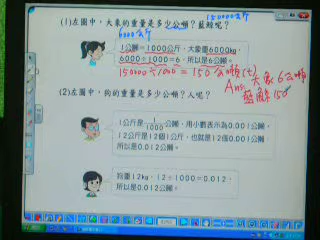 150000公斤
(1)左圖中，大象的重量是多少公噸？藍鯨呢？
6000公斤
1公噸＝1000公斤，大象是6000kg，
6000÷1000＝6，所以是6公噸。
150000÷1000＝150公噸(t)
Ans：大象6公噸
藍鯨150
(2)左圖中，狗的重量是多少公噸？人呢？
1公斤是1/1000公噸，用小數表示為0.001公噸，
12公斤是12個1公斤，也就是12個0.001公噸
所以是0.012公噸。
狗重12kg，12÷1000＝0.012，
所以是0.012公噸。